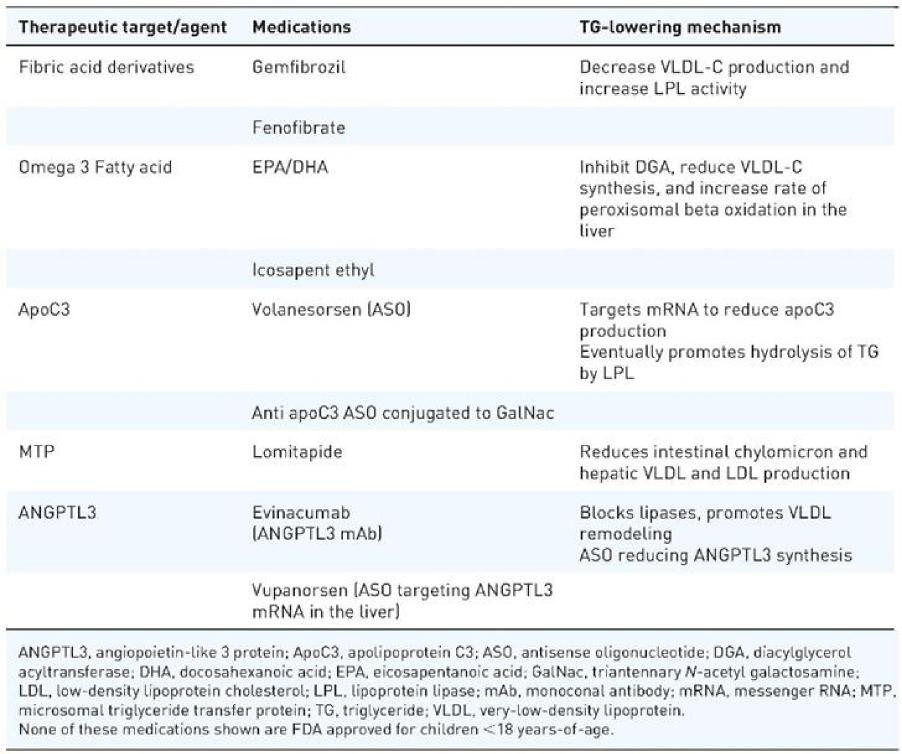 Therapeutic target/agent Medications TG-lowering mechanism
Fibric acid derivatives Gemfibrozil Decrease VLDL-C production and
increase LPL activity
Fenofibrate
Omega 3 Fatty acid EPA/DHA Inhibit DGA, reduce VLDL-C
synthesis, and increase rate of
peroxisomal beta oxidation in the
liver
Icosapent ethyl
ApoC3 Volanesorsen (ASO) Targets mRNA to reduce apoC3
production
Eventually promotes hydrolysis of TG
by LPL
Anti apoC3 ASO conjugated to GalNac
MTP Lomitapide Reduces intestinal chylomicron and
hepatic VLDL and LDL production
ANGPTL3 Evinacumab Blocks lipases, promotes VLDL
(ANGPTL3 mAb) remodeling
ASO reducing ANGPTL3 synthesis
Vupanorsen (ASO targeting ANGPTL3
mRNA in the liver)
ANGPTL3, angiopoietin-like 3 protein; ApoC3, apolipoprotein C3; ASO, antisense oligonucleotide; DGA, diacylglycerol
acyltransferase; DHA, docosahexanoic acid; EPA, eicosapentanoic acid; GalNac, triantennary N-acetyl galactosamine;
LDL, low-density lipoprotein cholesterol; LPL, lipoprotein lipase; mAb, monoconal antibody; mRNA, messenger RNA; MTP,
microsomal triglyceride transfer protein; TG, triglyceride; VLDL, very-low-density lipoprotein.
None of these medications shown are FDA approved for children <18 years-of-age.